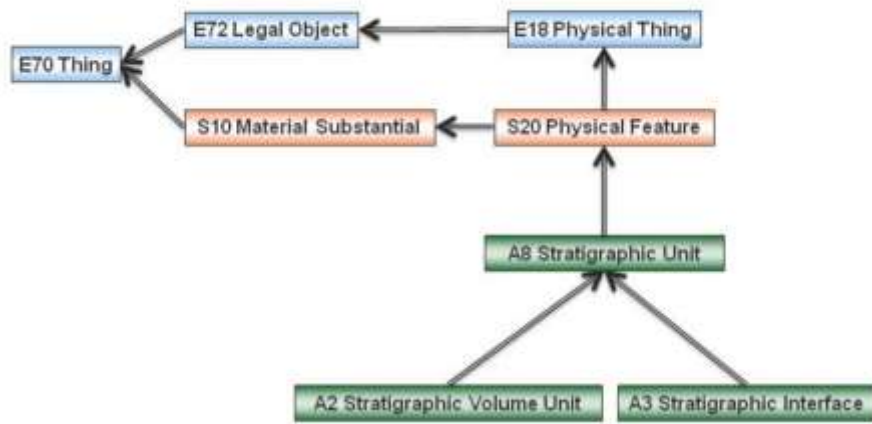 E72 Legal Object
E18 Physical Thing
E70 Thing
S10 Material Substantial
S20 Physical Feature
A8 Stratigraphic Unit
A2 Stratigraphic Volume Unit
A3 Stratigraphic Interface